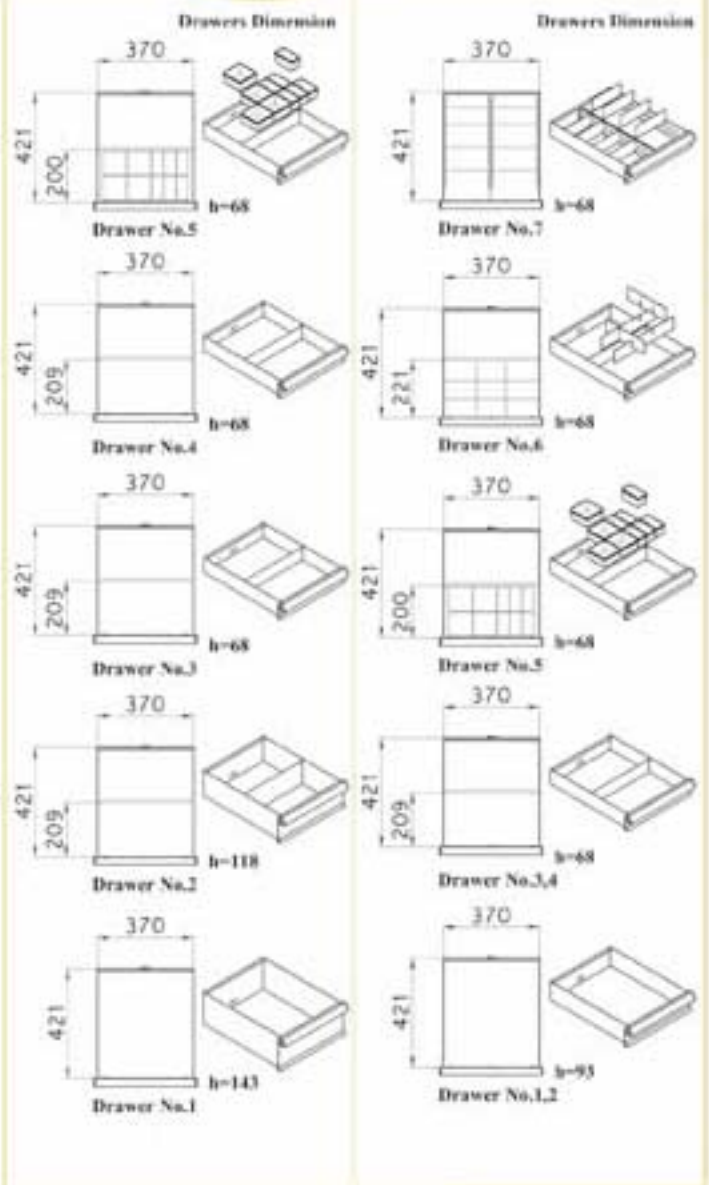 Drawers Dimension
370
421
200
h=68
Drawer No.5
370
421
209
h=68
Drawer No.4
370
421
209
h=68
Drawer No.3
370
421
209
h=118
Drawer No.2
370
421
h=143
Drawer No.1
Drawers Dimension
370
421
h=68
Drawer No.7
370
421
221
h=68
Drawer No.6
370
421
200
h=68
Drawer No.5
370
421
209
h=68
Drawer No.3,4
370
421
h=93
Drawer No.1,2